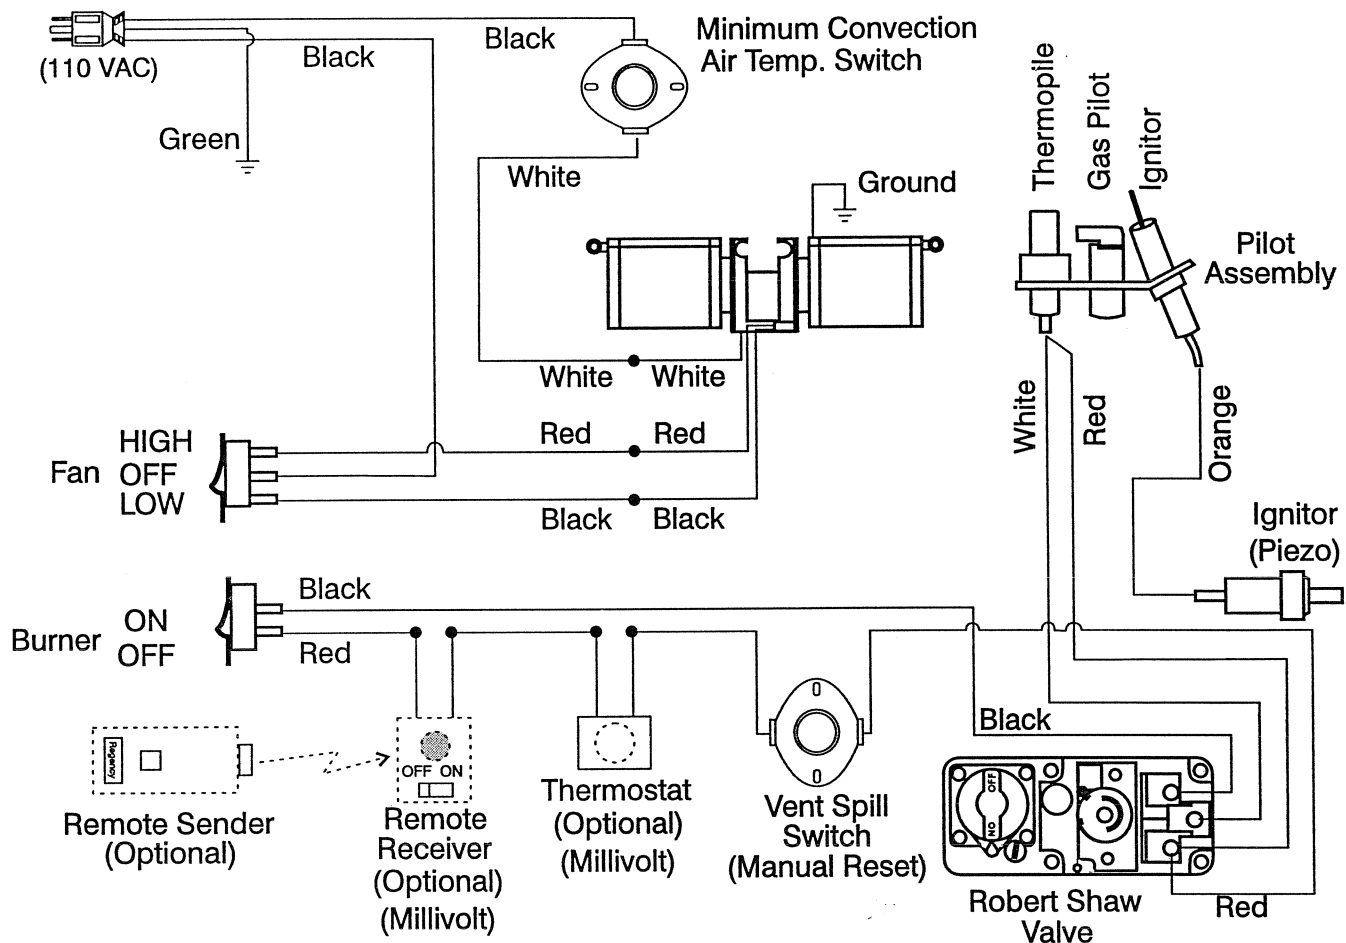 Minimum Convection
Air Temp. Switch
Black
(110 VAC)
Black
Green
White
Ground
Thermopile
Gas Pilot
Ignitor
Pilot
Assembly
White White
White
Red
Orange
HIGH
Red Red
Fan OFF
LOW
Black Black
Ignitor
(Piezo)
Black
ON
Burner OFF
Red
Black
Regency
OFF ON
OFF
ON
Remote Sender
(Optional)
Remote
Receiver
(Optional)
(Millivolt)
Thermostat
(Optional)
(Millivolt)
Vent Spill
Switch
(Manual Reset)
Robert Shaw
Valve
Red